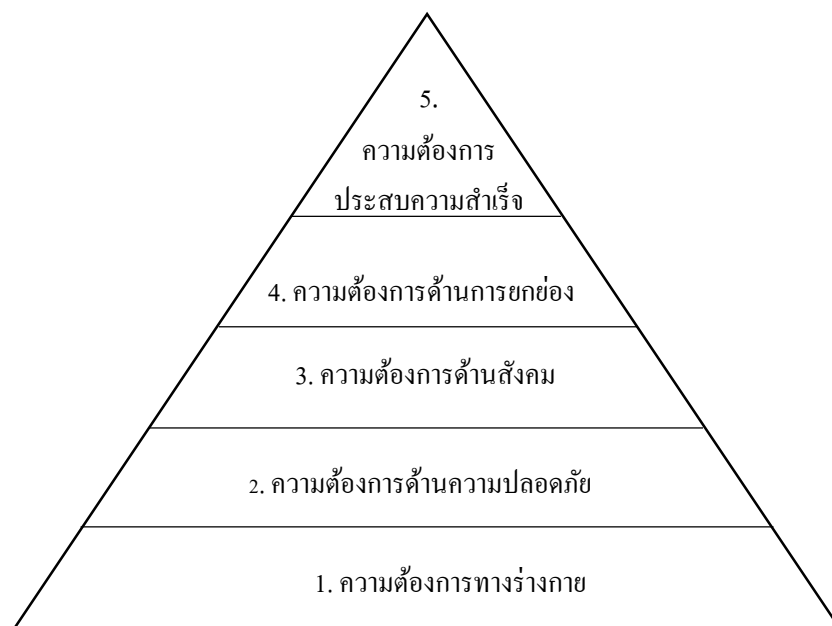 5.
ความต้องการ
ประสบความสำเร็จ
4. ความต้องการด้านการยกย่อง
3. ความต้องการด้านสังคม
2. ความต้องการด้านความปลอดภัย
1. ความต้องการทางร่างกาย